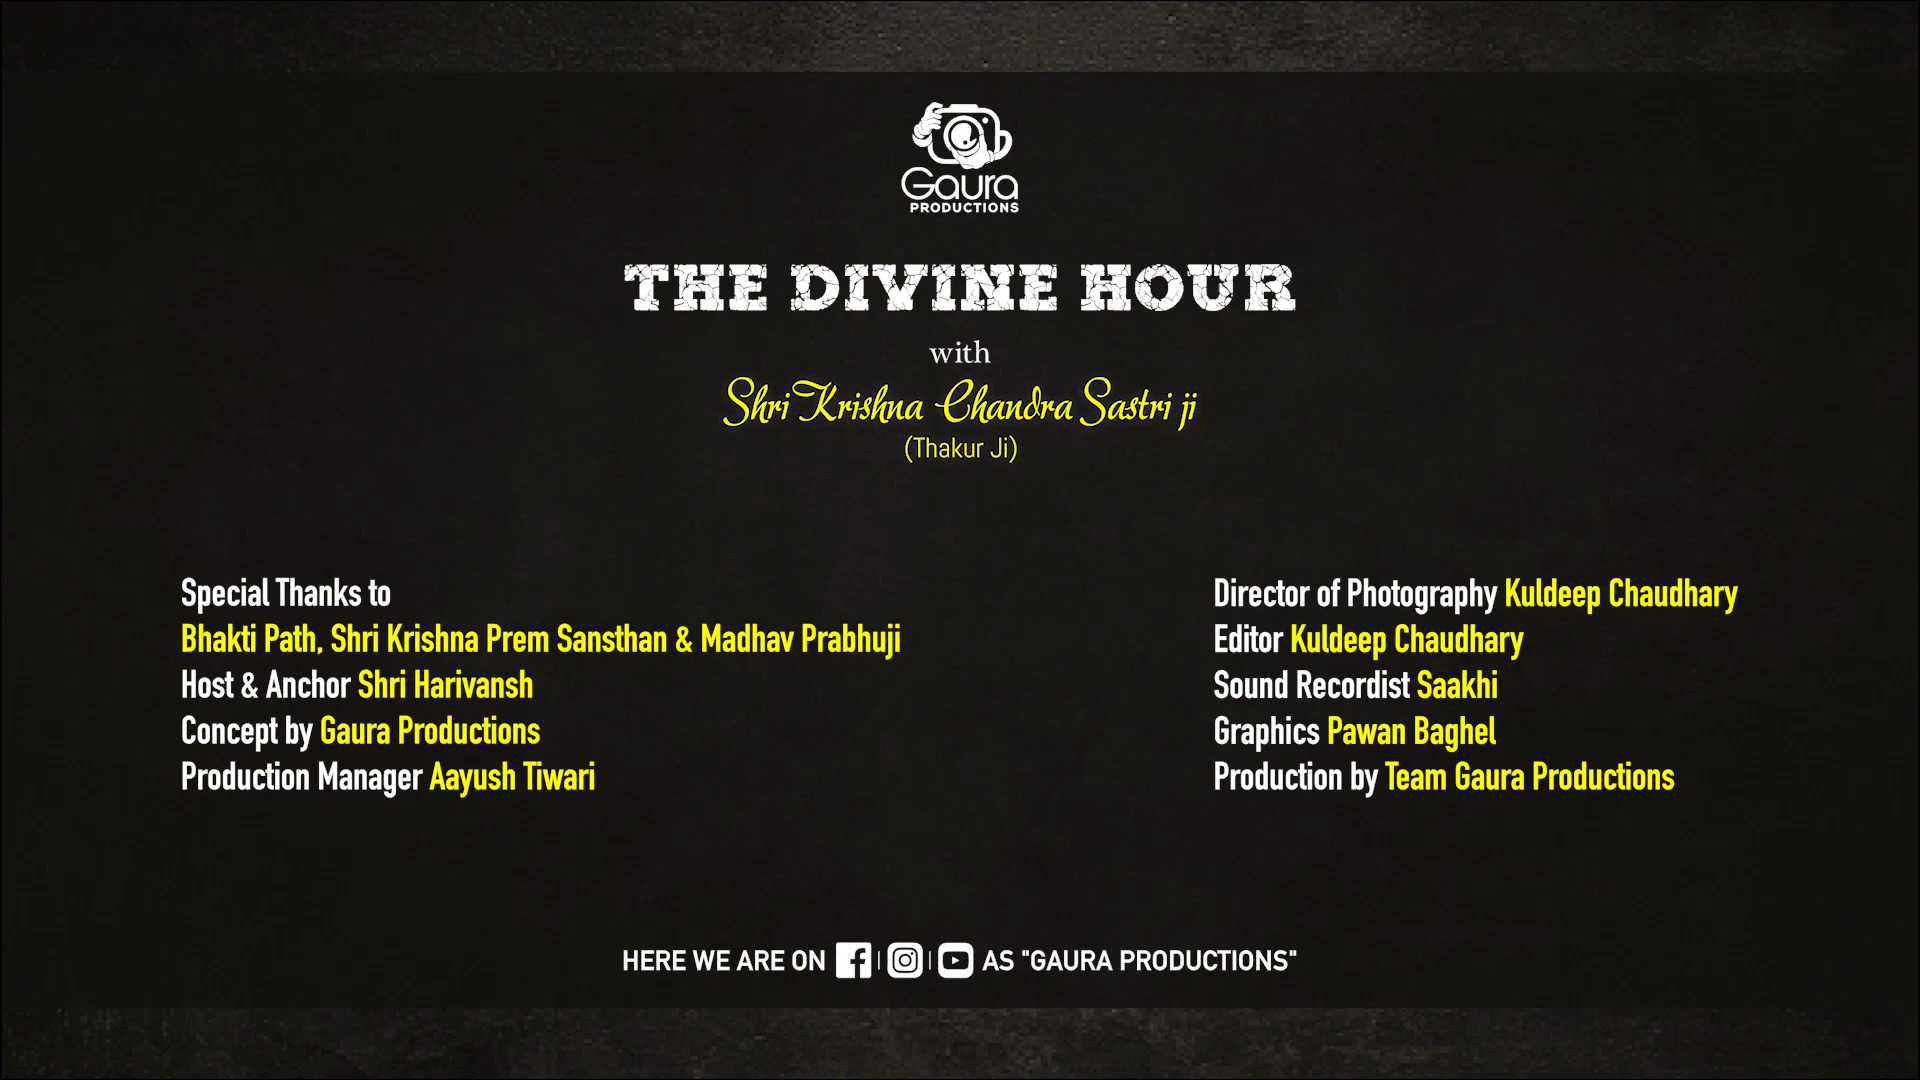 Gaura
PRODUCTIONS
THE DIVINE HOUR
with
Shri Krishna Chandra Sastri ji
(Thakur Ji)
Special Thanks to
Bhakti Path, Shri Krishna Prem Sansthan & Madhav Prabhuji
Host & Anchor Shri Harivansh
Concept by Gaura Productions
Production Manager Aayush Tiwari
Director of Photography Kuldeep Chaudhary
Editor Kuldeep Chaudhary
Sound Recordist Saakhi
Graphics Pawan Baghel
Production by Team Gaura Productions
HERE WE ARE ON | | AS "GAURA PRODUCTIONS"